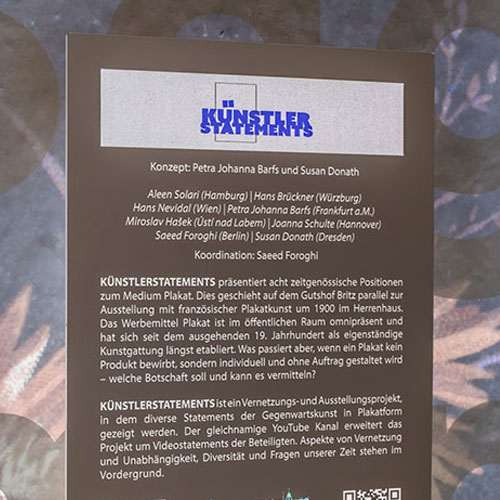 KÜNSTLER
STATEMENTS
Konzept: Petra Johanna Barfs und Susan Donath
Aleen Solari (Hamburg) | Hans Brückner (Würzburg)
Hans Nevidal (Wien) | Petra Johanna Barfs (Frankfurt a.M.)
Miroslav Hašek (Ústí nad Labem) | Joanna Schulte (Hannover)
Saeed Foroghi (Berlin) | Susan Donath (Dresden)
Koordination: Saeed Foroghi
KÜNSTLERSTATEMENTS präsentiert acht zeitgenössische Positionen
zum Medium Plakat. Dies geschieht auf dem Gutshof Britz parallel zur
Ausstellung mit französischer Plakatkunst um 1900 im Herrenhaus.
Das Werbemittel Plakat ist im öffentlichen Raum omnipräsent und
hat sich seit dem ausgehenden 19. Jahrhundert als eigenständige
Kunstgattung längst etabliert. Was passiert aber, wenn ein Plakat kein
Produkt bewirbt, sondern individuell und ohne Auftrag gestaltet wird
– welche Botschaft soll und kann es vermitteln?
KÜNSTLERSTATEMENTS ist ein Vernetzungs- und Ausstellungsprojekt,
in dem diverse Statements der Gegenwartskunst in Plakatform
gezeigt werden. Der gleichnamige YouTube Kanal erweitert das
Projekt um Videostatements der Beteiligten. Aspekte von Vernetzung
und Unabhängigkeit, Diversität und Fragen unserer Zeit stehen im
Vordergrund.